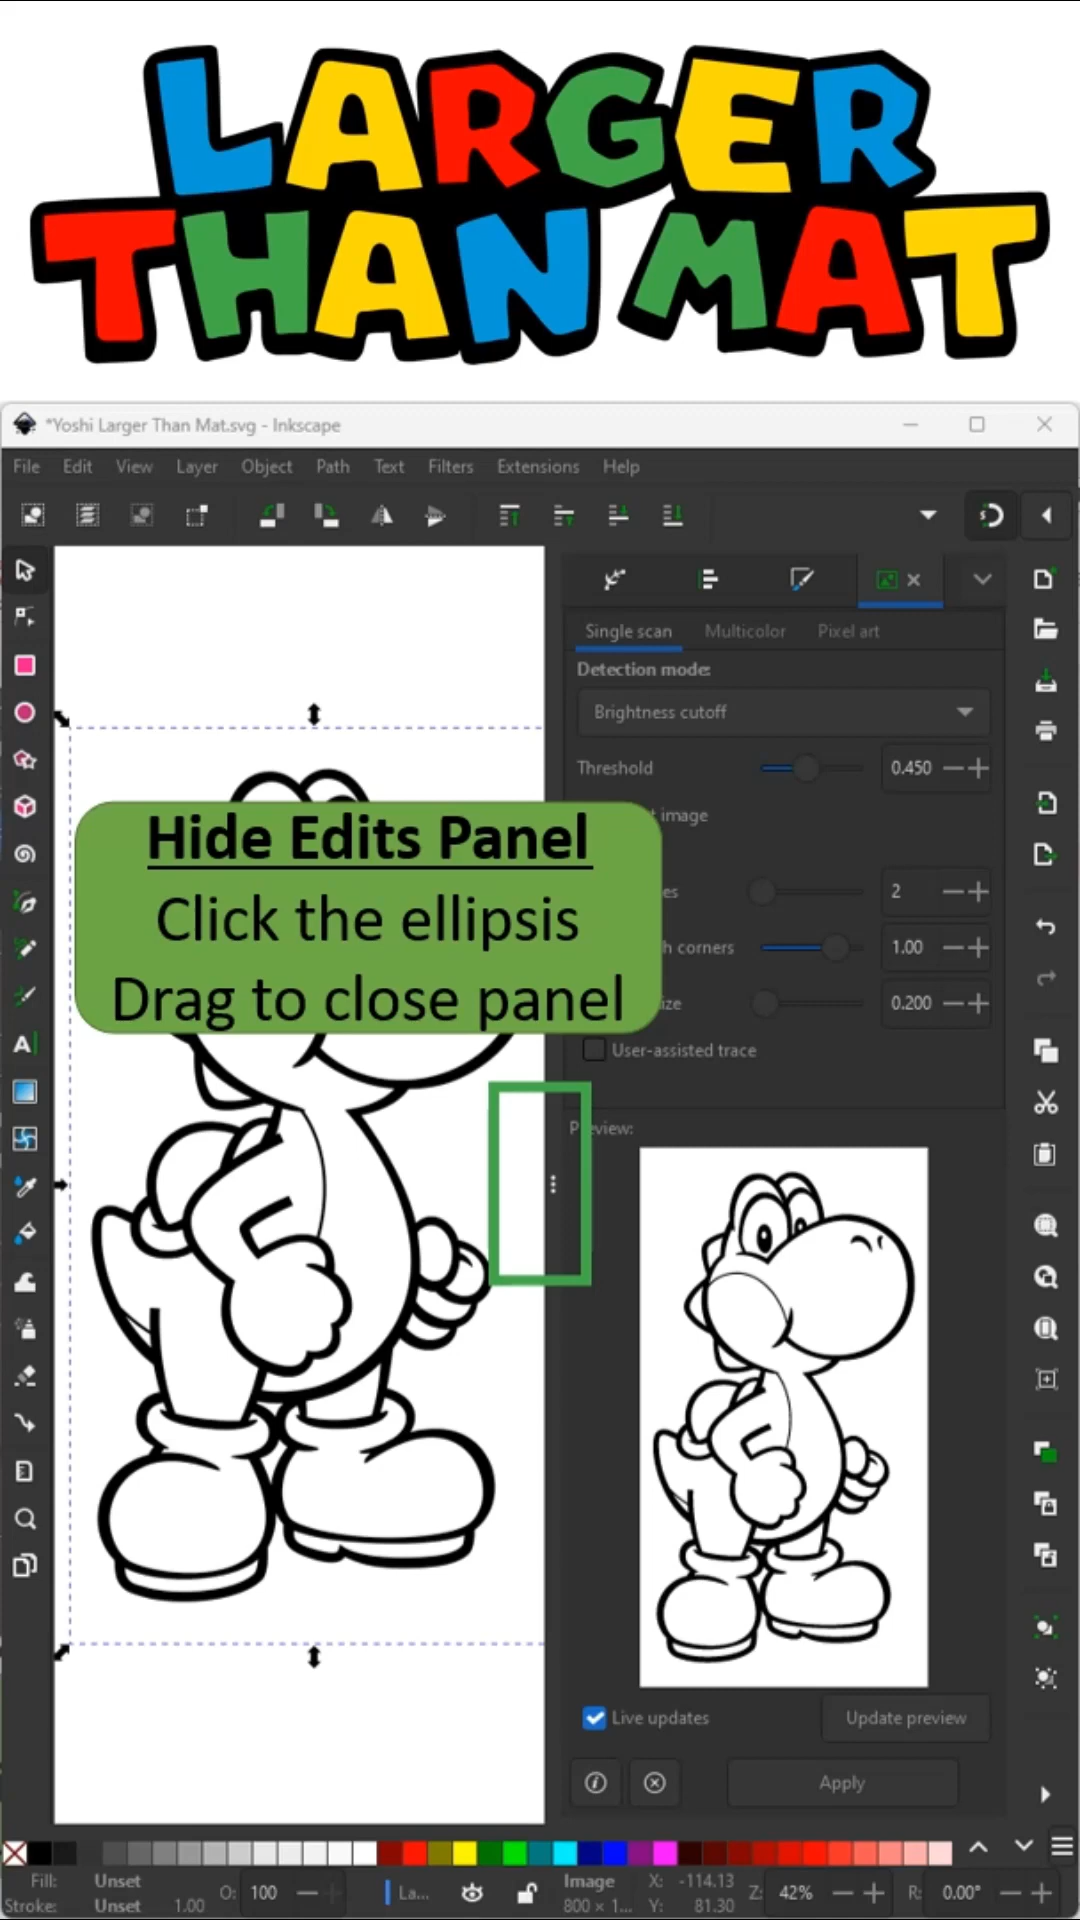 LARGER
THAN MAT
*Yoshi Larger Than Mat.svg - Inkscape
File Edit View Layer Object Path Text Filters Extensions Help
Single scan Multicolor Pixel art
Detection mode:
Brightness cutoff
Threshold 0.450
image
2
corners 1.00
0.200
Hide Edits Panel
Click the ellipsis
Drag to close panel
User-assisted trace
Preview:
Live updates Update preview
Apply
Fill: Unset O: 100 La... Image X: -114.13 Z: 42% R: 0.00°
Stroke: Unset 1.00 800 × 1... Y: 81.30